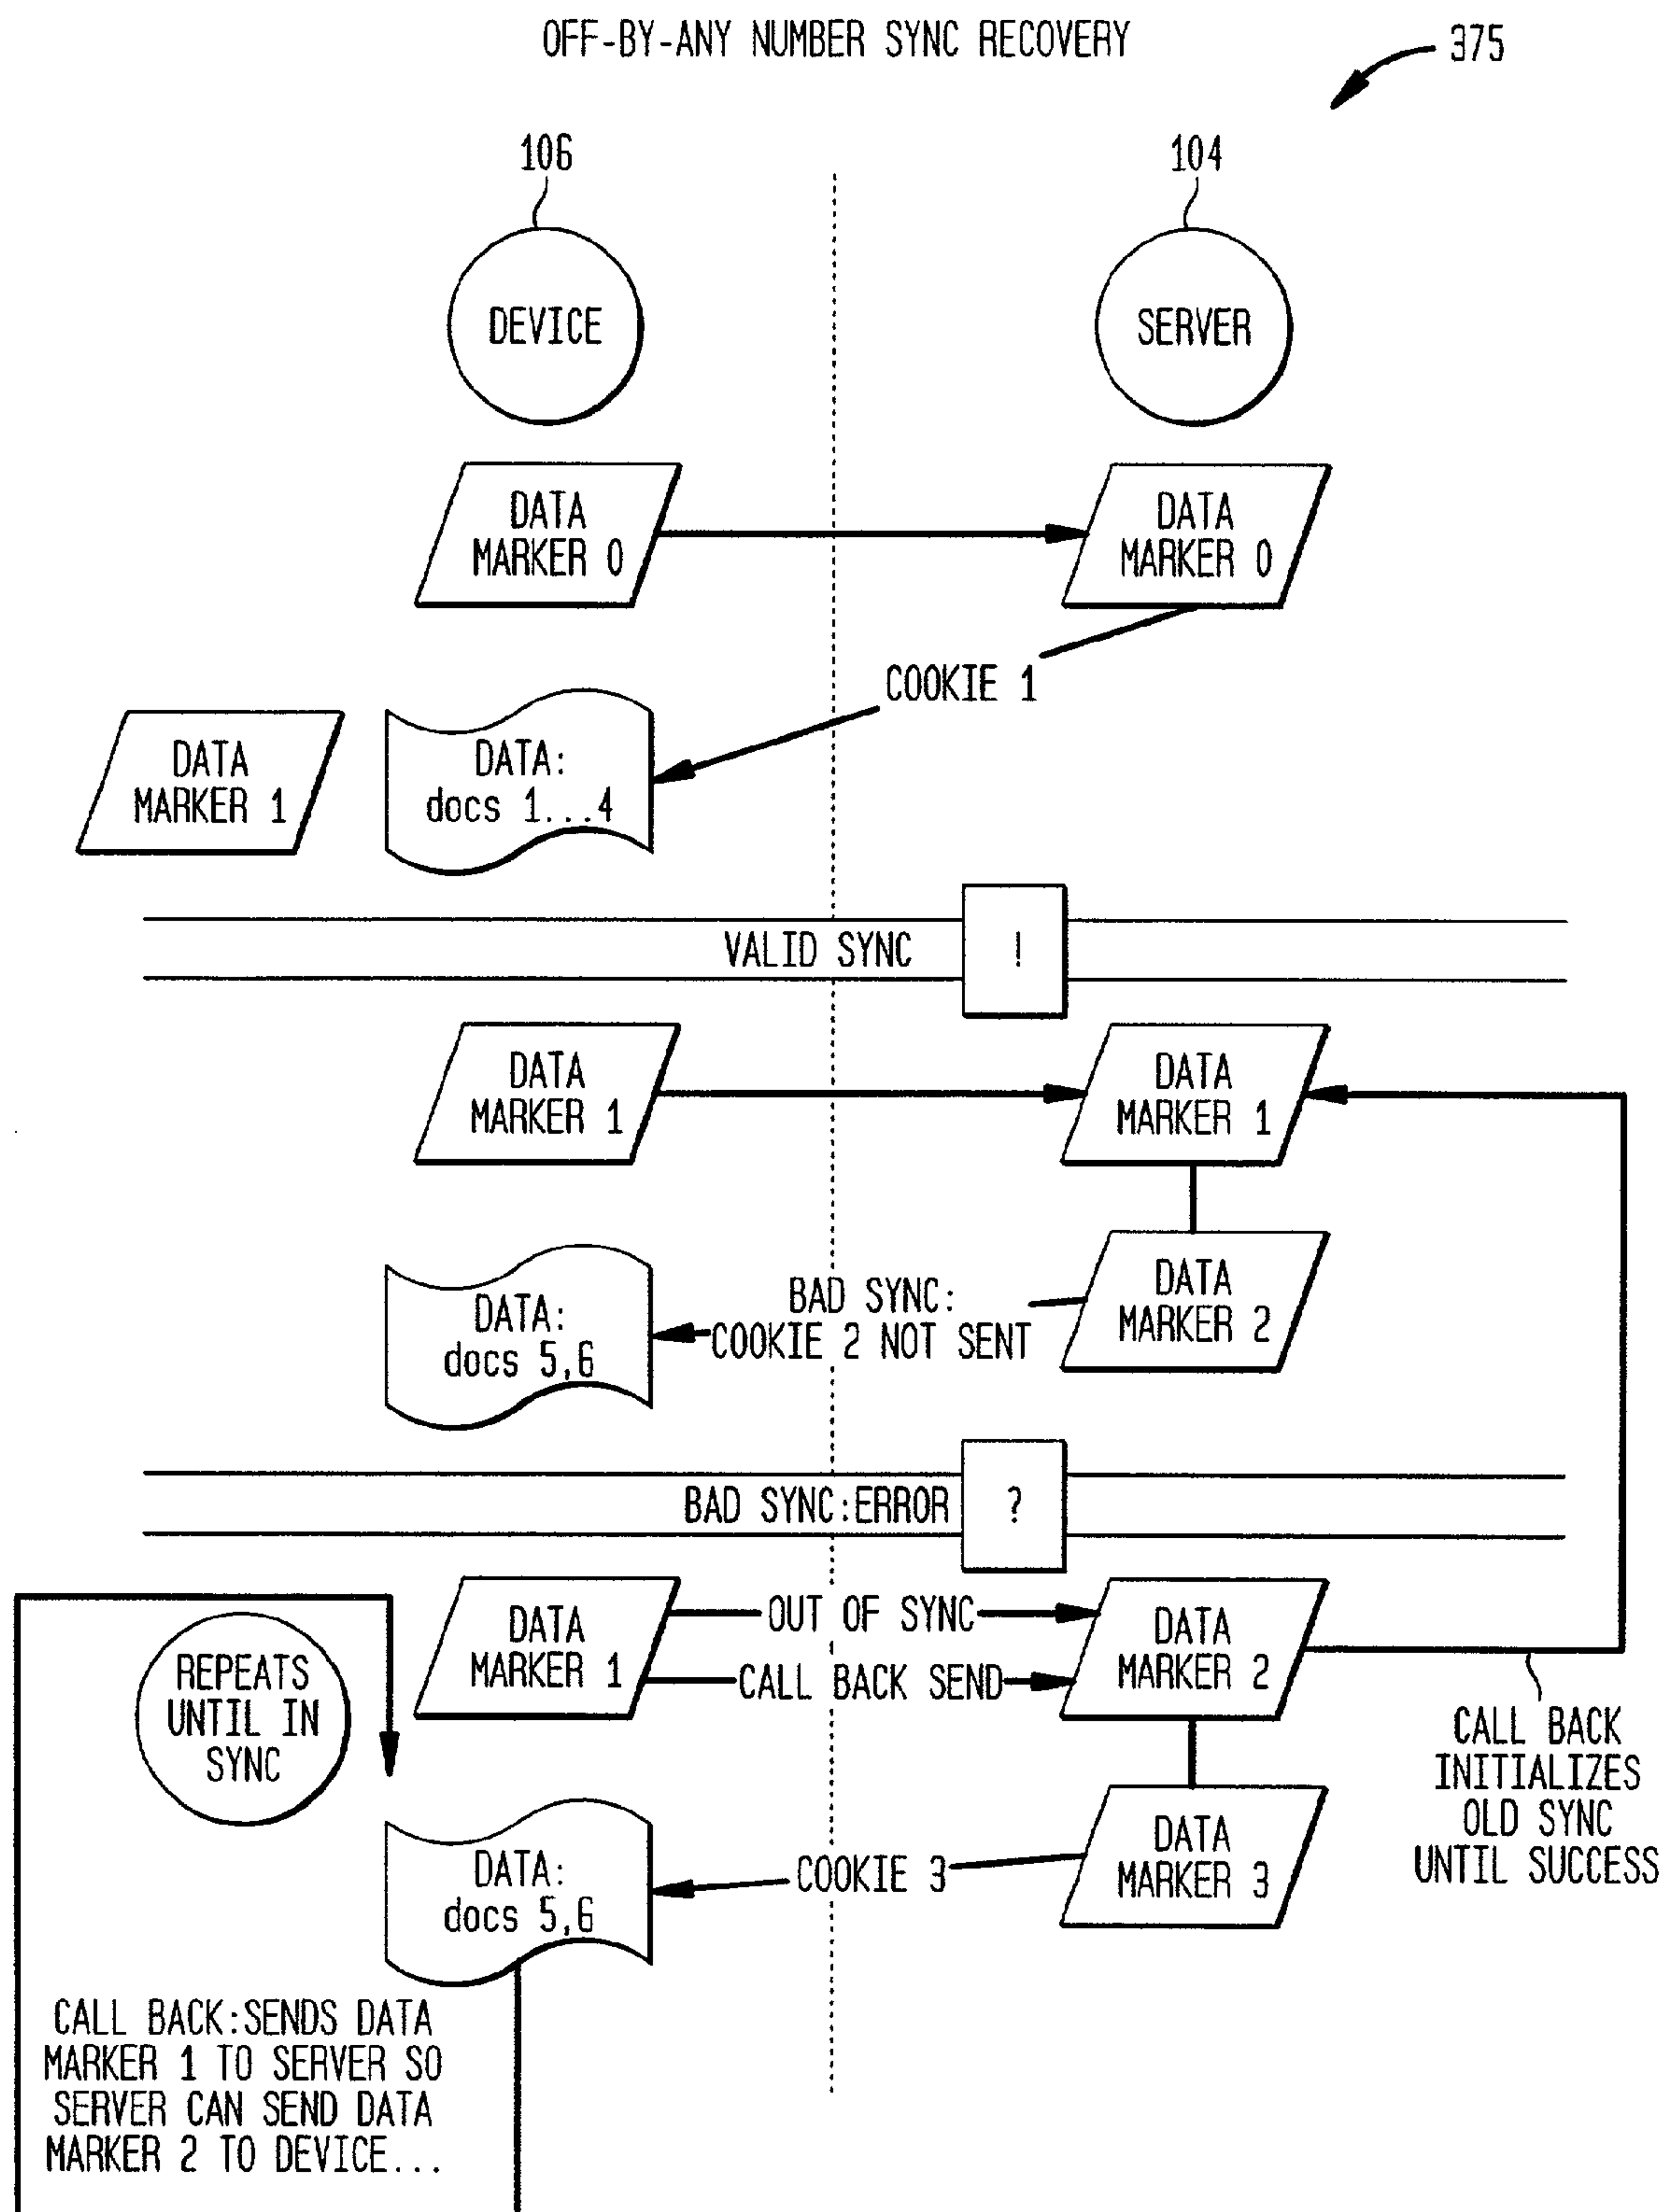 OFF-BY-ANY NUMBER SYNC RECOVERY
375
106
104
DEVICE
SERVER
DATA
MARKER 0
DATA
MARKER 0
COOKIE 1
DATA
MARKER 1
DATA:
docs 1...4
VALID SYNC
!
DATA
MARKER 1
DATA
MARKER 1
DATA:
docs 5,6
BAD SYNC:
COOKIE 2 NOT SENT
DATA
MARKER 2
BAD SYNC:ERROR
?
REPEATS
UNTIL IN
SYNC
DATA
MARKER 1
OUT OF SYNC
CALL BACK SEND
DATA
MARKER 2
CALL BACK
INITIALIZES
OLD SYNC
UNTIL SUCCESS
DATA:
docs 5,6
COOKIE 3
DATA
MARKER 3
CALL BACK:SENDS DATA
MARKER 1 TO SERVER SO
SERVER CAN SEND DATA
MARKER 2 TO DEVICE...